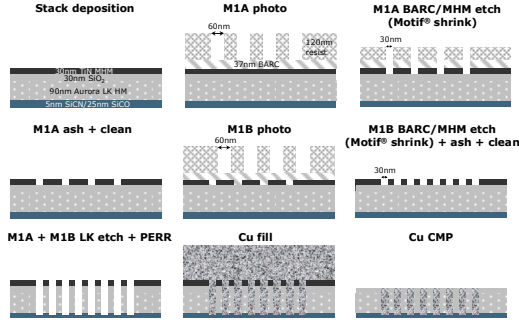 Stack deposition
M1A photo
M1A BARC/MHM etch
(Motif® shrink)
60nm
120nm
resist
37nm BARC
30nm
30nm TiN MHM
30nm SiO2
90nm Aurora LK HM
5nm SiCN/25nm SiCO
M1A ash + clean
M1B photo
M1B BARC/MHM etch
(Motif® shrink) + ash + clean
60nm
30nm
M1A + M1B LK etch + PERR
Cu fill
Cu CMP